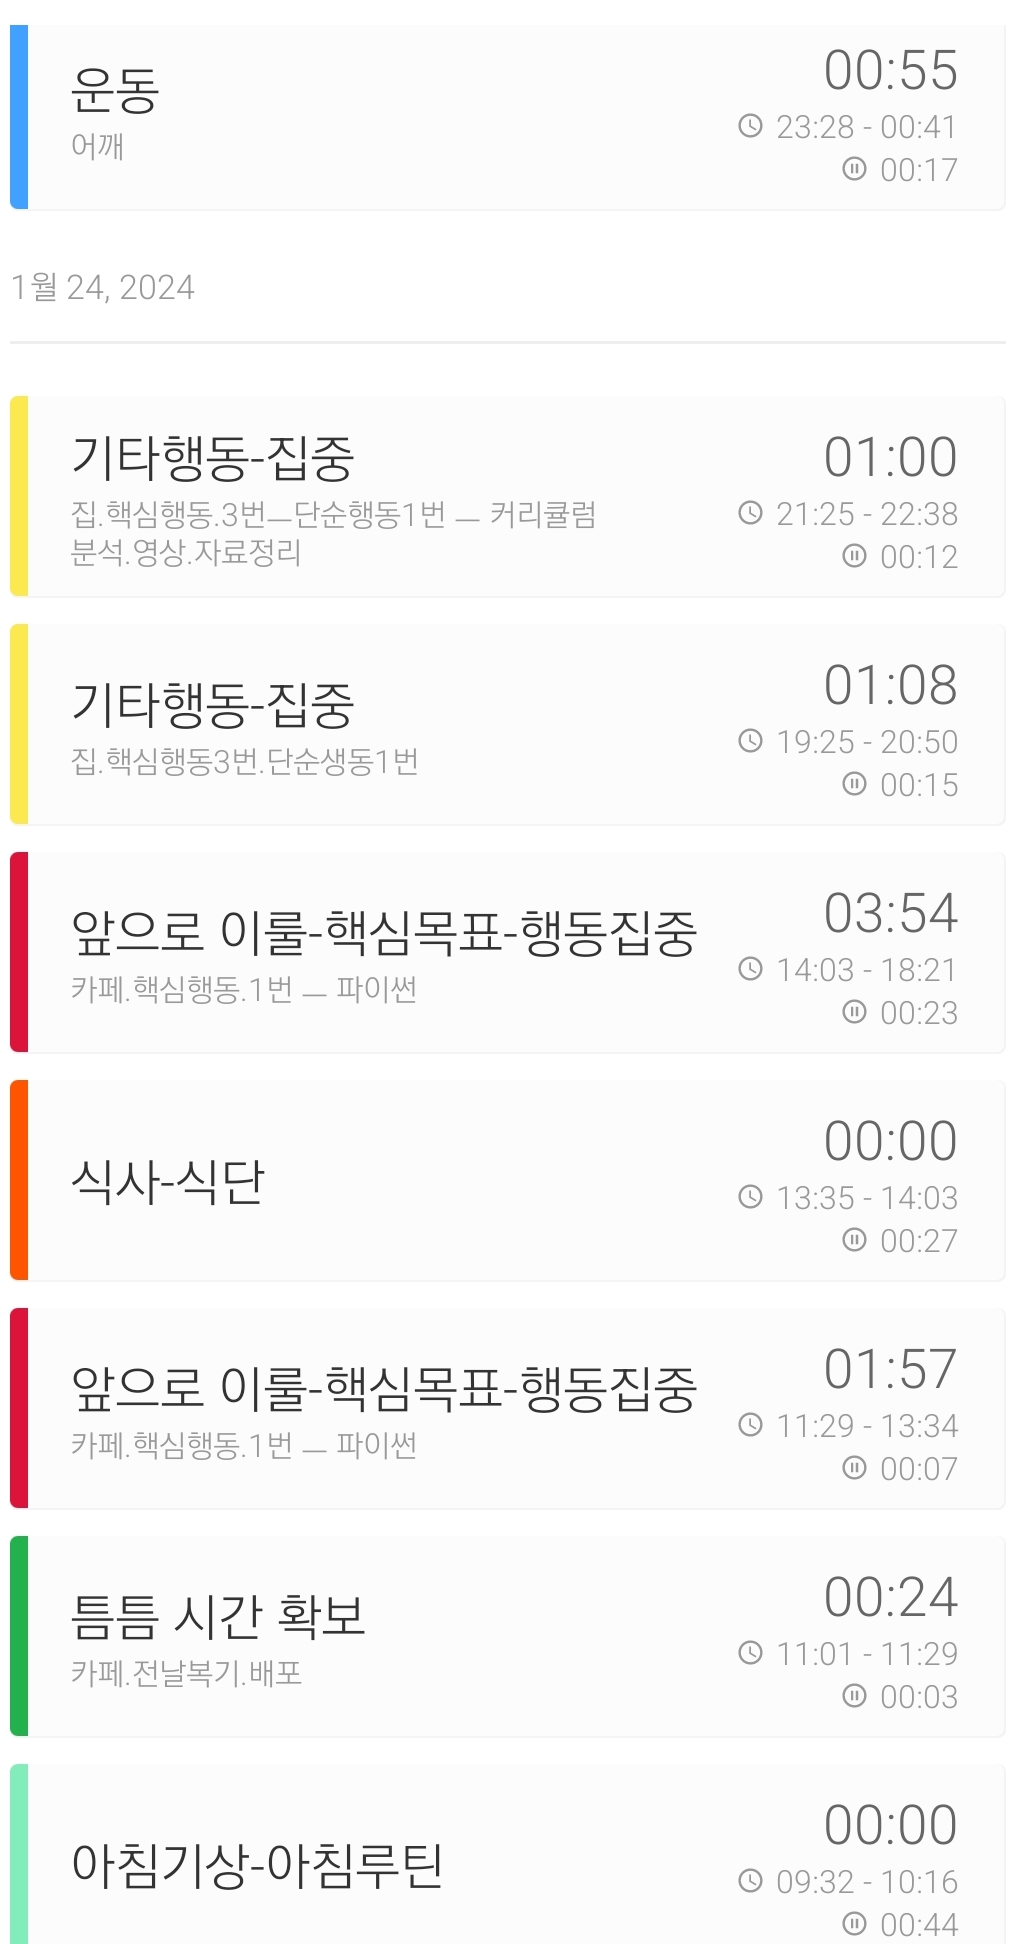 운동
어깨
00:55
23:28 - 00:41
00:17
1월 24, 2024
기타행동-집중
집.핵심행동.3번ㅡ단순행동1번 ㅡ 커리큘럼
분석.영상.자료정리
01:00
21:25 - 22:38
00:12
기타행동-집중
집.핵심행동3번.단순생동1번
01:08
19:25 - 20:50
00:15
앞으로 이룰-핵심목표-행동집중
카페.핵심행동.1번 ㅡ 파이썬
03:54
14:03 - 18:21
00:23
식사-식단
00:00
13:35 - 14:03
00:27
앞으로 이룰-핵심목표-행동집중
카페.핵심행동.1번 ㅡ 파이썬
01:57
11:29 - 13:34
00:07
틈틈 시간 확보
카페.전날복기.배포
00:24
11:01 - 11:29
00:03
아침기상-아침루틴
00:00
09:32 - 10:16
00:44